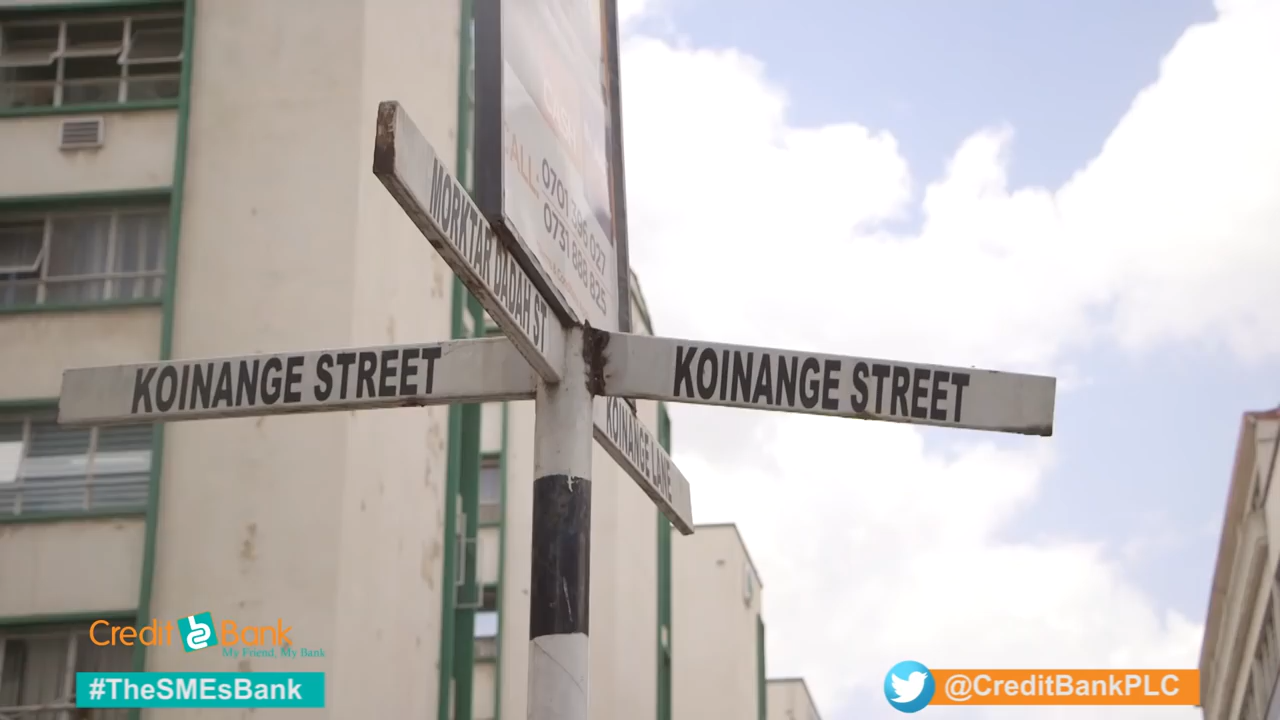 CALL:
0701 396 027
0731 888 825
MORKTAR DADAH ST
KOINANGE STREET
KOINANGE STREET
KOINANGE LANE
Credit Bank
My Friend, My Bank
#TheSMEsBank
@CreditBankPLC